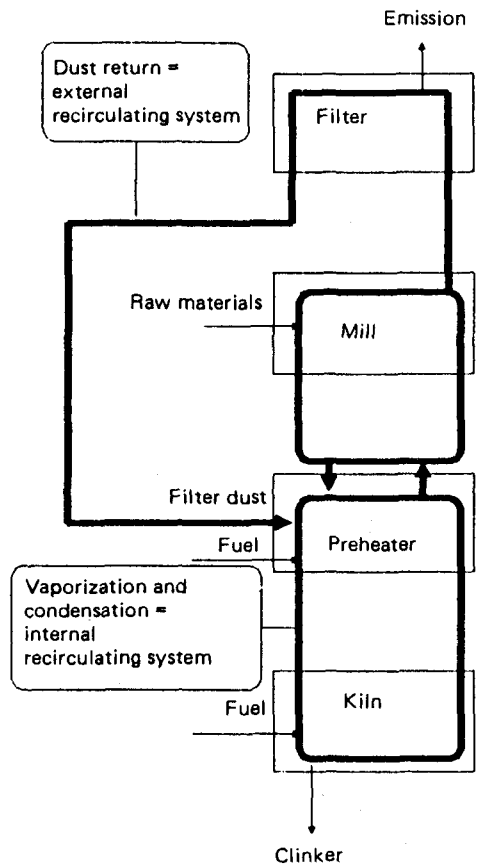 Emission
Dust return =
external
recirculating system
Filter
Raw materials
Mill
Filter dust
Fuel
Preheater
Vaporization and
condensation =
internal
recirculating system
Fuel
Kiln
Clinker